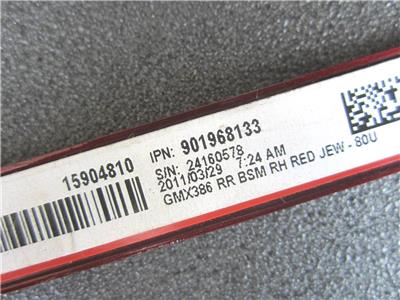 15904810
IPN: 901968133
S/N: 24160578
2011/03/29 7:24 AM
GMX386 RR BSM RH RED JEW - 80U